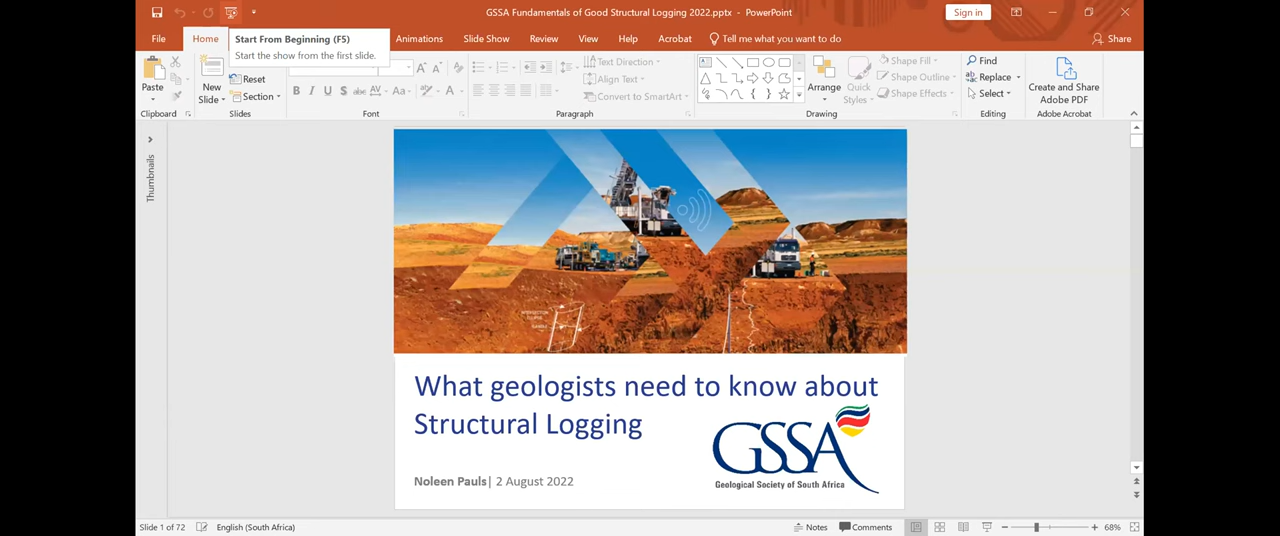 GSSA Fundamentals of Good Structural Logging 2022.pptx - PowerPoint
Sign in
File
Home
Animations
Slide Show
Review
View
Help
Acrobat
Tell me what you want to do
Share
Start From Beginning (F5)
Start the show from the first slide.
Paste
Clipboard
New
Slide
Reset
Section
Slides
B I U S abc AV Aa A
Font
Text Direction
Align Text
Convert to SmartArt
Paragraph
Arrange
Quick
Styles
Shape Fill
Shape Outline
Shape Effects
Drawing
Find
Replace
Select
Editing
Create and Share
Adobe PDF
Adobe Acrobat
Thumbnails
What geologists need to know about
Structural Logging
Noleen Pauls| 2 August 2022
GSSA
Geological Society of South Africa
Slide 1 of 72
English (South Africa)
Notes
Comments
68%